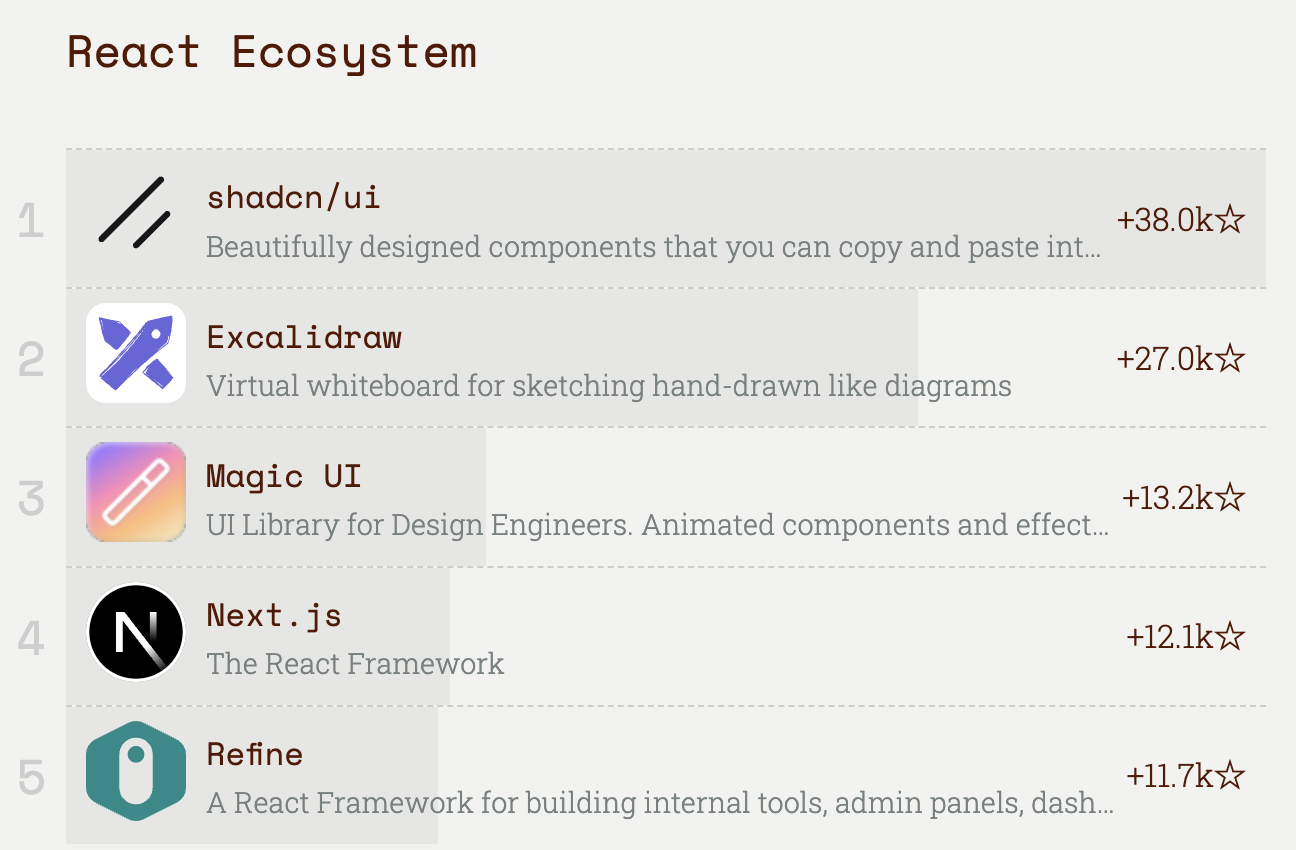 React Ecosystem
1
shadcn/ui
Beautifully designed components that you can copy and paste int…
+38.0k☆
2
Excalidraw
Virtual whiteboard for sketching hand-drawn like diagrams
+27.0k☆
3
Magic UI
UI Library for Design Engineers. Animated components and effect…
+13.2k☆
4
N
Next.js
The React Framework
+12.1k☆
5
Refine
A React Framework for building internal tools, admin panels, dash…
+11.7k☆